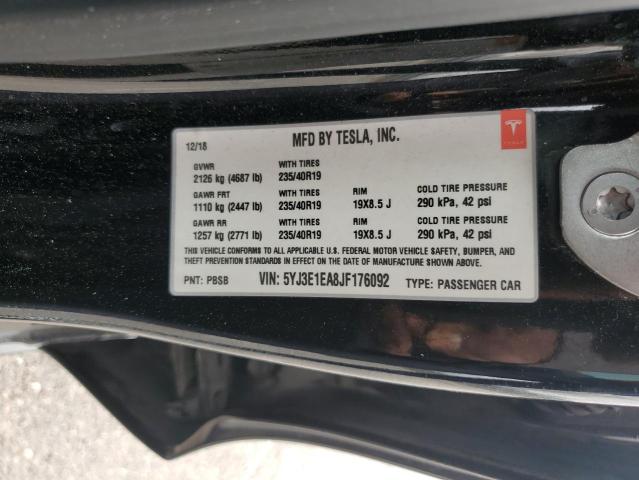 12/18 MFD BY TESLA, INC.
GVWR WITH TIRES
2126 kg (4687 lb) 235/40R19
GAWR FRT WITH TIRES RIM COLD TIRE PRESSURE
1110 kg (2447 lb) 235/40R19 19X8.5 J 290 kPa, 42 psi
GAWR RR WITH TIRES RIM COLD TIRE PRESSURE
1257 kg (2771 lb) 235/40R19 19X8.5 J 290 kPa, 42 psi
THIS VEHICLE CONFORMS TO ALL APPLICABLE U.S. FEDERAL MOTOR VEHICLE SAFETY, BUMPER, AND
THEFT PREVENTION STANDARDS IN EFFECT ON THE DATE OF MANUFACTURE SHOWN ABOVE.
PNT: PBSB VIN: 5YJ3E1EA8JF176092 TYPE: PASSENGER CAR
TESLA